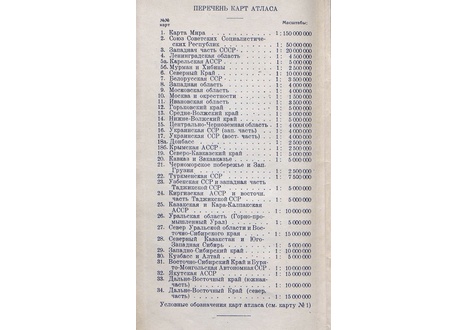 ПЕРЕЧЕНЬ КАРТ АТЛАСА
№№ карт Масштабы:
1. Карта Мира 1 : 150 000 000
2. Союз Советских Социалистиче-
ских Республик 1 : 50 000 000
3. Западная часть СССР 1 : 20 000 000
4. Ленинградская область 1 : 4 500 000
5а. Карельская АССР 1 : 5 000 000
5б. Мурман и Хибины 1 : 2 500 000
6. Северный Край 1 : 10 000 000
7. Белорусская ССР 1 : 3 500 000
8. Западная область 1 : 4 000 000
9. Московская область 1 : 4 000 000
10. Москва и окрестности 1 : 1 500 000
11. Ивановская область 1 : 3 500 000
12. Горьковский край 1 : 5 000 000
13. Средне-Волжский край 1 : 5 000 000
14. Нижне-Волжский край 1 : 5 000 000
15. Центрально-Черноземная область 1 : 4 000 000
16. Украинская ССР (зап. часть) 1 : 4 000 000
17. Украинская ССР (вост. часть) 1 : 4 000 000
18а. Донбасс 1 : 2 500 000
18б. Крымская АССР 1 : 2 500 000
19. Северо-Кавказский край 1 : 5 000 000
20. Кавказ и Закавказье 1 : 5 000 000
21. Черноморское побережье и Зап.
Грузия 1 : 2 500 000
22. Туркменская ССР 1 : 7 500 000
23. Узбекская ССР и западная часть
Таджикской ССР 1 : 5 000 000
24. Киргизская АССР и восточн.
часть Таджикской ССР 1 : 5 000 000
25. Казакская и Кара-Калпакская
АССР 1 : 10 000 000
26. Уральская область (Горно-про-
мышленный Урал) 1 : 5 000 000
27. Север Уральской области и Вос-
точно-Сибирского края 1 : 15 000 000
28. Северный Казакстан и Юго-
Западная Сибирь 1 : 5 000 000
29. Западно Сибирский край 1 : 10 000 000
30. Кузбасс и Алтай 1 : 5 000 000
31. Восточно-Сибирский Край и Буря-
то-Монгольская Автономная ССР 1 : 10 000 000
32. Якутская АССР 1 : 15 000 000
33. Дальне-Восточный край (южная
часть) 1 : 10 000 000
34. Дальне-Восточный Край (север.
часть) 1 : 15 000 000
Условные обозначения карт атласа (см. карту № 1)